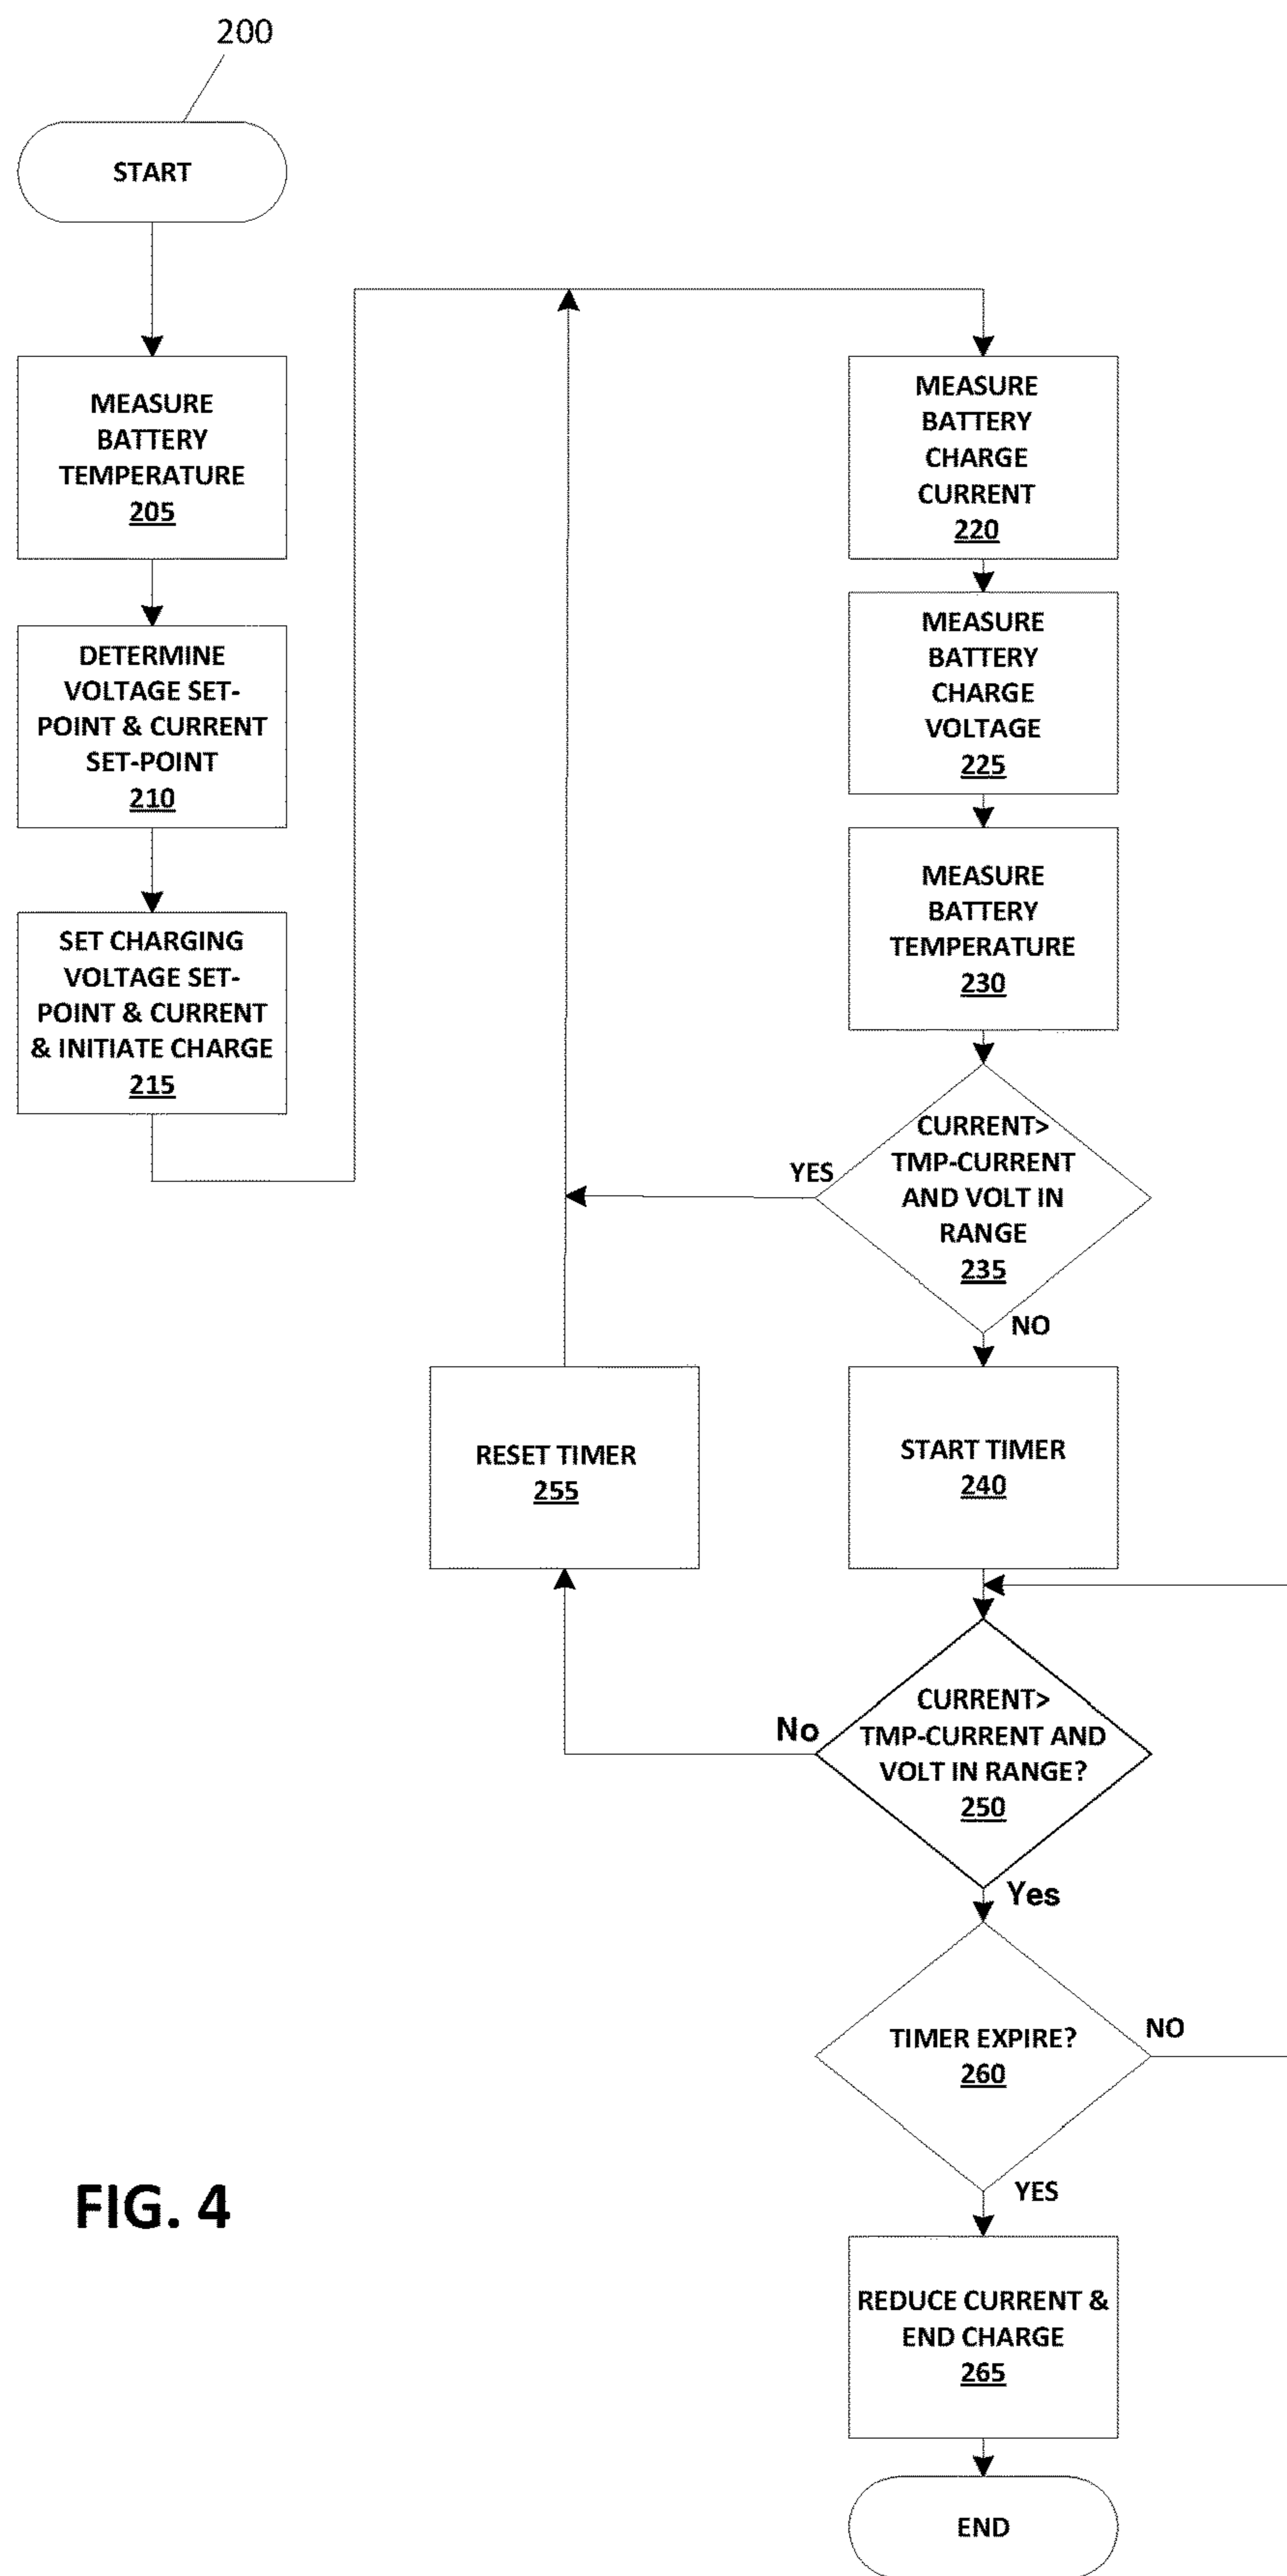 200
START
MEASURE
BATTERY
TEMPERATURE
205
DETERMINE
VOLTAGE SET-
POINT & CURRENT
SET-POINT
210
SET CHARGING
VOLTAGE SET-
POINT & CURRENT
& INITIATE CHARGE
215
MEASURE
BATTERY
CHARGE
CURRENT
220
MEASURE
BATTERY
CHARGE
VOLTAGE
225
MEASURE
BATTERY
TEMPERATURE
230
CURRENT>
TMP-CURRENT
AND VOLT IN
RANGE
235
YES
NO
START TIMER
240
RESET TIMER
255
CURRENT>
TMP-CURRENT AND
VOLT IN RANGE?
250
No
Yes
TIMER EXPIRE?
260
NO
YES
REDUCE CURRENT &
END CHARGE
265
END
FIG. 4